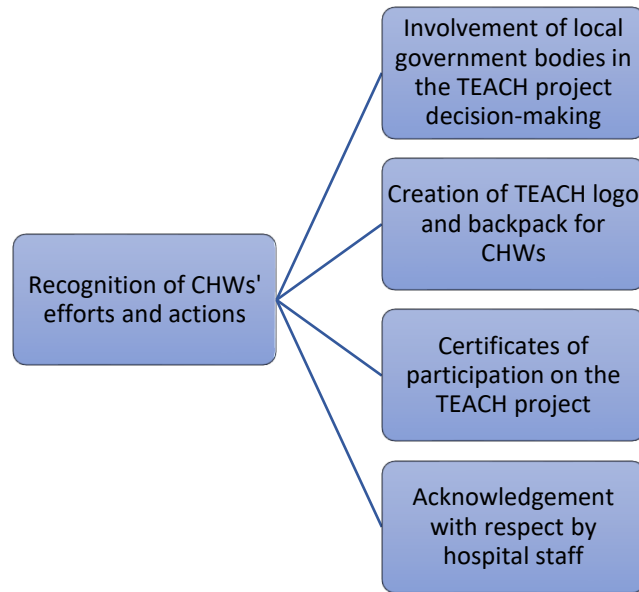 Involvement of local
government bodies in
the TEACH project
decision-making
Creation of TEACH logo
and backpack for
CHWs
Recognition of CHWs'
efforts and actions
Certificates of
participation on the
TEACH project
Acknowledgement
with respect by
hospital staff